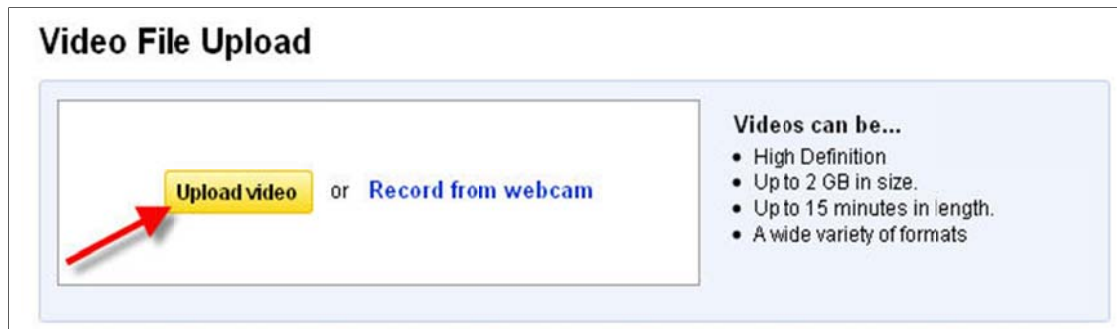 Video File Upload
Upload video or Record from webcam
Videos can be...
• High Definition
• Up to 2 GB in size.
• Up to 15 minutes in length.
• A wide variety of formats